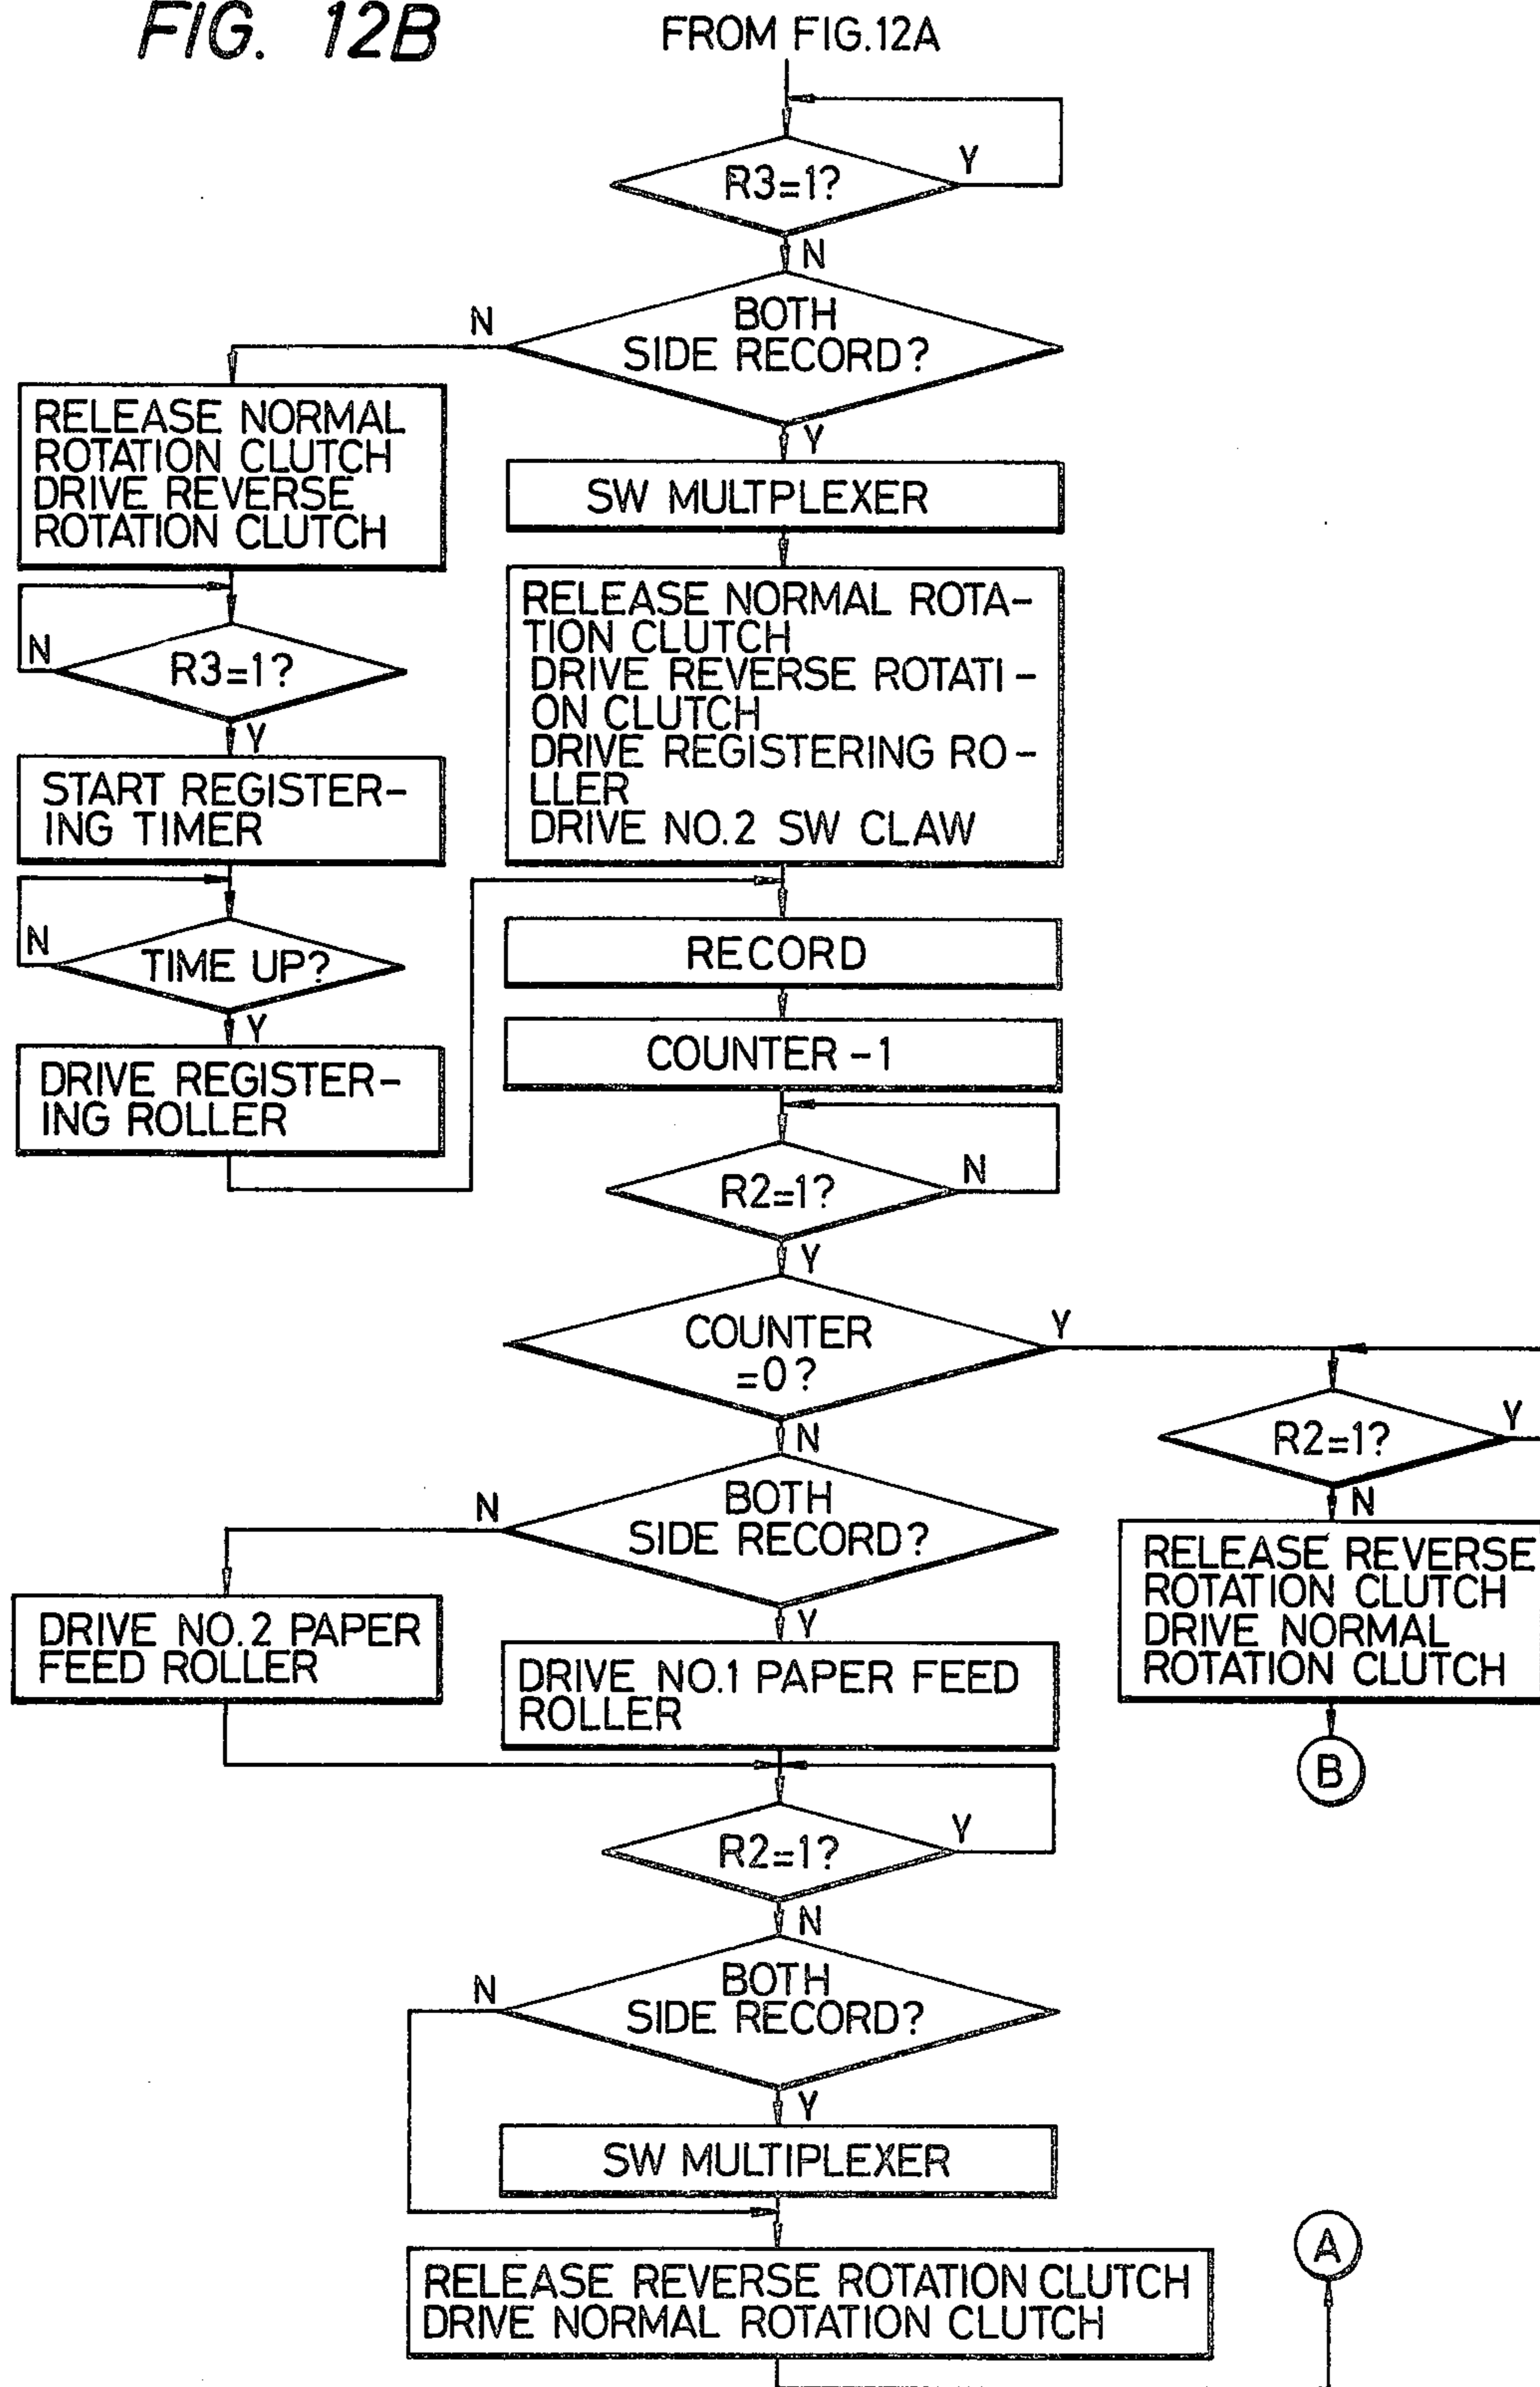 FIG. 12B
FROM FIG.12A
R3=1?
Y
N
BOTH
SIDE RECORD?
N
Y
RELEASE NORMAL
ROTATION CLUTCH
DRIVE REVERSE
ROTATION CLUTCH
SW MULTPLEXER
RELEASE NORMAL ROTA-
TION CLUTCH
DRIVE REVERSE ROTATI-
ON CLUTCH
DRIVE REGISTERING RO-
LLER
DRIVE NO.2 SW CLAW
R3=1?
N
Y
START REGISTER-
ING TIMER
TIME UP?
N
Y
DRIVE REGISTER-
ING ROLLER
RECORD
COUNTER -1
R2=1?
N
Y
COUNTER
=0?
Y
N
R2=1?
Y
N
RELEASE REVERSE
ROTATION CLUTCH
DRIVE NORMAL
ROTATION CLUTCH
B
BOTH
SIDE RECORD?
N
Y
DRIVE NO.2 PAPER
FEED ROLLER
DRIVE NO.1 PAPER FEED
ROLLER
R2=1?
Y
N
BOTH
SIDE RECORD?
N
Y
SW MULTIPLEXER
RELEASE REVERSE ROTATION CLUTCH
DRIVE NORMAL ROTATION CLUTCH
A